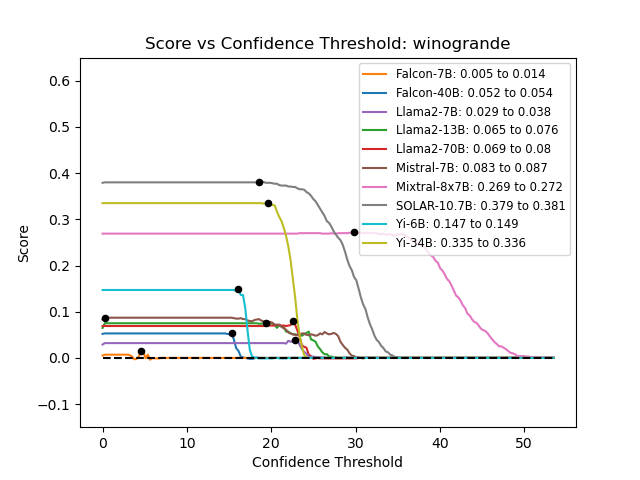 Score vs Confidence Threshold: winogrande
Falcon-7B: 0.005 to 0.014
Falcon-40B: 0.052 to 0.054
Llama2-7B: 0.029 to 0.038
Llama2-13B: 0.065 to 0.076
Llama2-70B: 0.069 to 0.08
Mistral-7B: 0.083 to 0.087
Mixtral-8x7B: 0.269 to 0.272
SOLAR-10.7B: 0.379 to 0.381
Yi-6B: 0.147 to 0.149
Yi-34B: 0.335 to 0.336
Score
0.6
0.5
0.4
0.3
0.2
0.1
0.0
−0.1
0 10 20 30 40 50
Confidence Threshold